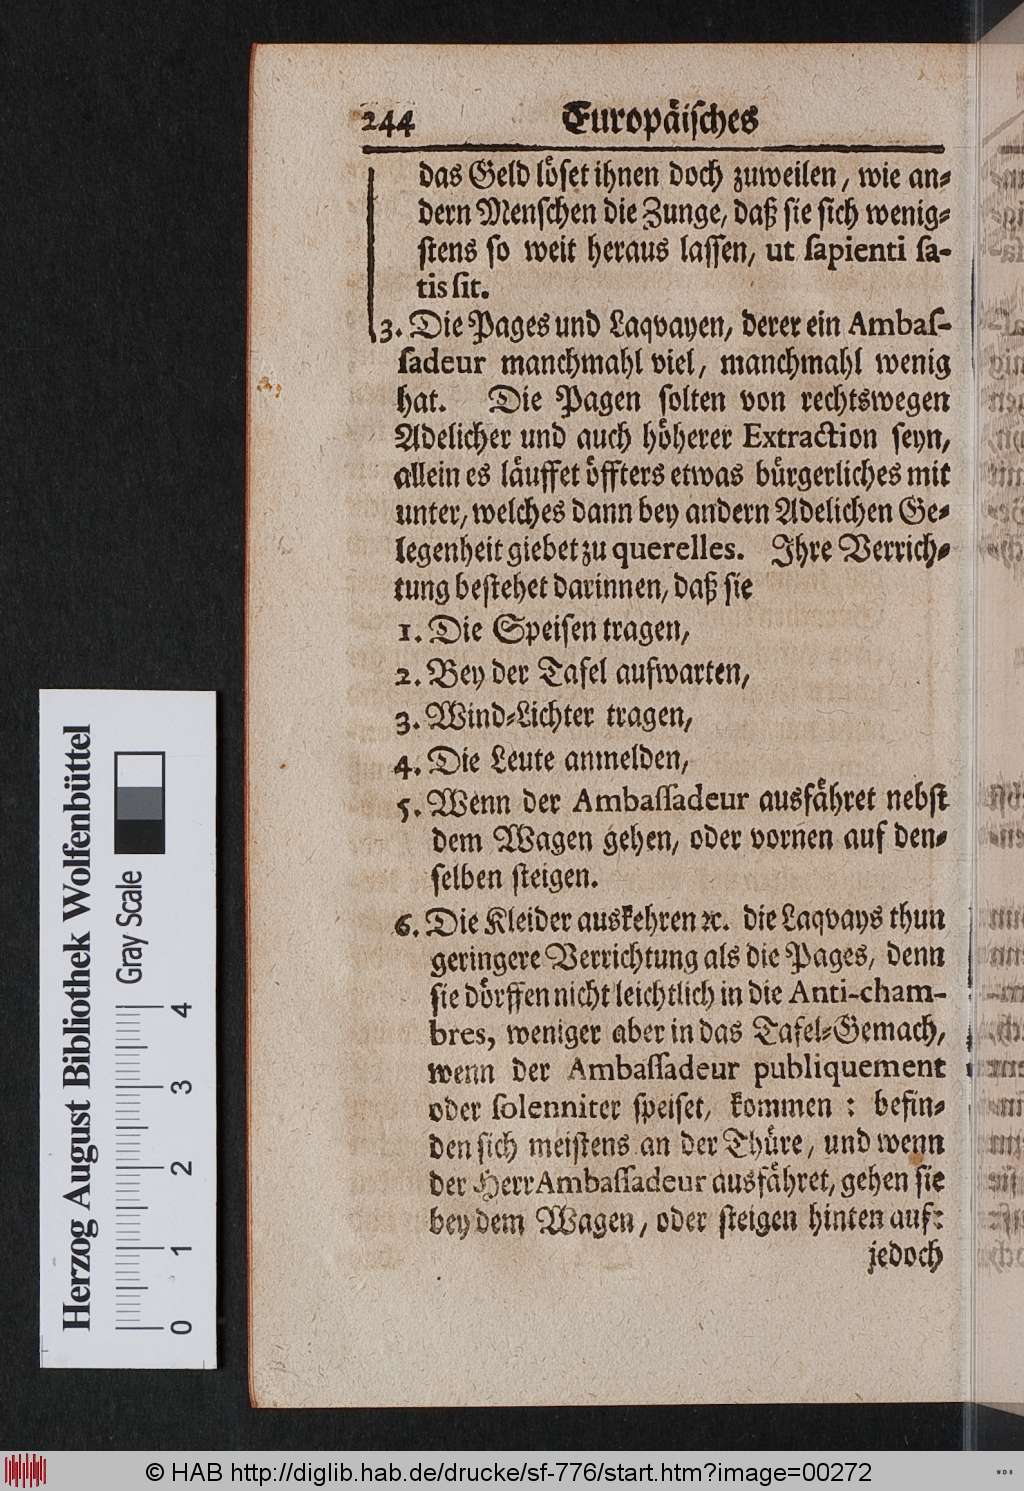 244 Europäisches
das Geld löset ihnen doch zuweilen, wie an-
dern Menschen die Zunge, daß sie sich wenig-
stens so weit heraus lassen, ut sapienti sa-
tis sit.
3. Die Pages und Laqvayen, derer ein Ambas-
sadeur manchmahl viel, manchmahl wenig
hat. Die Pagen solten von rechtswegen
Adelicher und auch höherer Extraction seyn,
allein es läuffet öffters etwas bürgerliches mit
unter, welches dann bey andern Adelichen Ge-
legenheit giebet zu querelles. Ihre Verrich-
tung bestehet darinnen, daß sie
1. Die Speisen tragen,
2. Bey der Tafel aufwarten,
3. Wind-Lichter tragen,
4. Die Leute anmelden,
5. Wenn der Ambassadeur ausfähret nebst
dem Wagen gehen, oder vornen auf den-
selben steigen.
6. Die Kleider auskehren ꝛc. die Laqvays thun
geringere Verrichtung als die Pages, denn
sie dörffen nicht leichtlich in die Anti-cham-
bres, weniger aber in das Tafel-Gemach,
wenn der Ambassadeur publiquement
oder solenniter speiset, kommen: befin-
den sich meistens an der Thüre, und wenn
der Herr Ambassadeur ausfähret, gehen sie
bey dem Wagen, oder steigen hinten auf:
jedoch
Herzog August Bibliothek Wolfenbüttel
Gray Scale
0 1 2 3 4
© HAB http://diglib.hab.de/drucke/sf-776/start.htm?image=00272